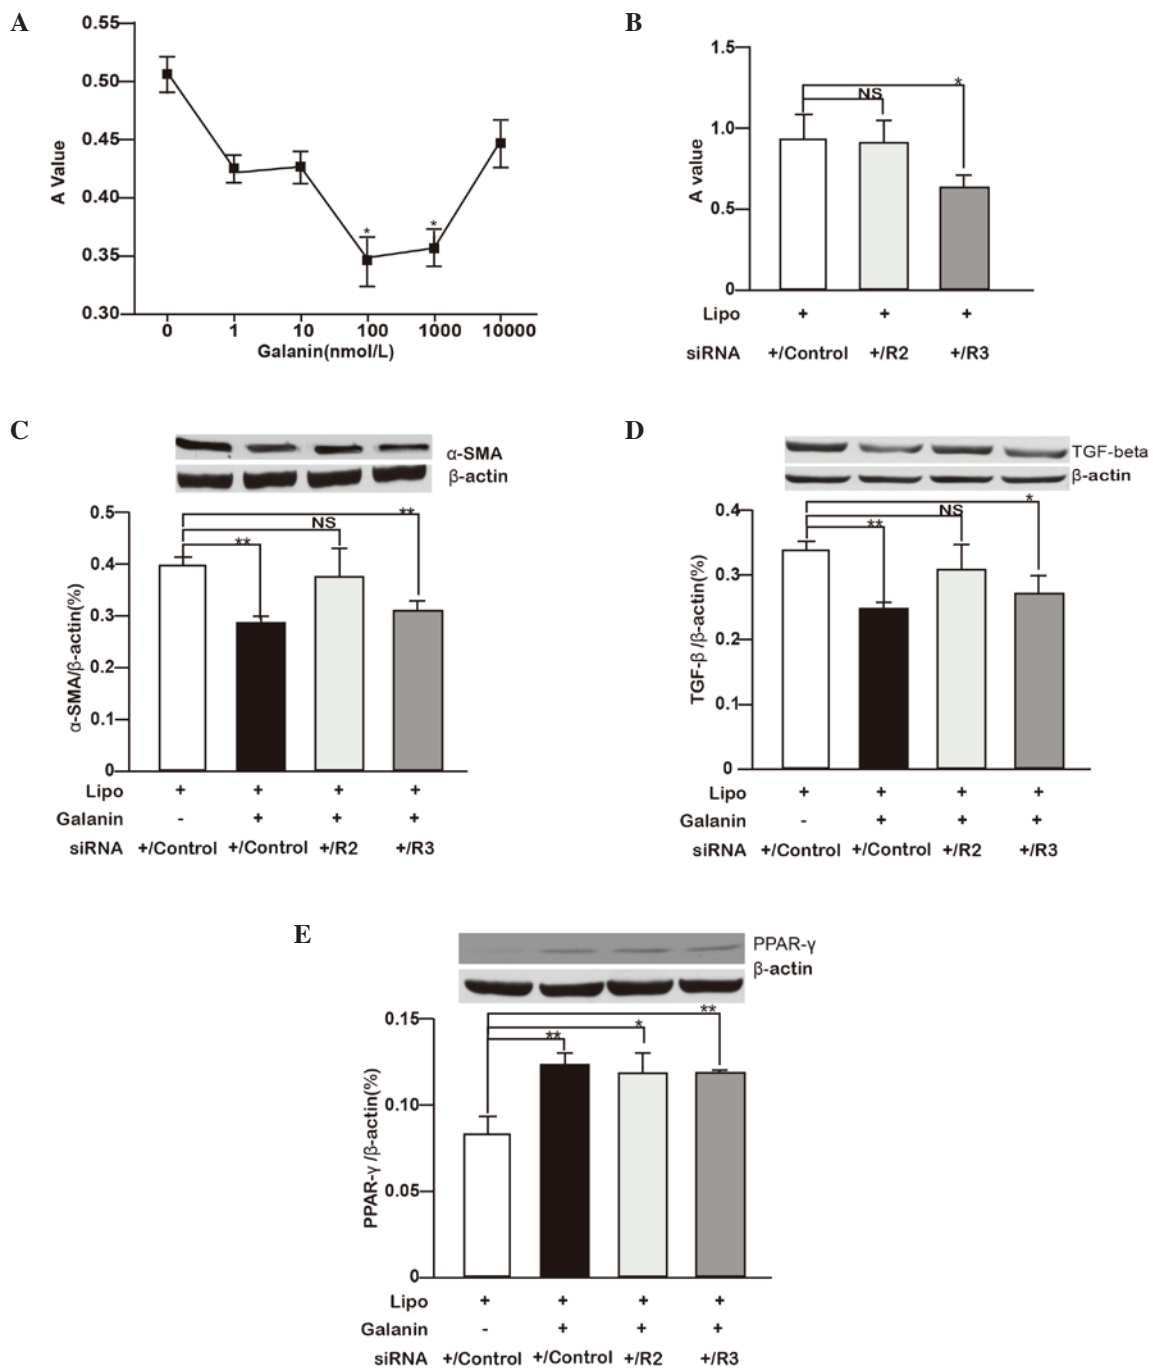 A
0.55
0.50
0.45
0.40
0.35
0.30
A Value
*
*
0 1 10 100 1000 10000
Galanin(nmol/L)
B
1.5
1.0
0.5
0
A value
NS
*
Lipo + + +
siRNA +/Control +/R2 +/R3
C
α-SMA
β-actin
0.5
0.4
0.3
0.2
0.1
0
α-SMA/β-actin(%)
**
NS
**
Lipo + + + +
Galanin - + + +
siRNA +/Control +/Control +/R2 +/R3
D
TGF-beta
β-actin
0.4
0.3
0.2
0.1
0
TGF-β /β-actin(%)
*
NS
**
Lipo + + + +
Galanin - + + +
siRNA +/Control +/Control +/R2 +/R3
E
PPAR-γ
β-actin
0.15
0.10
0.05
0
PPAR-γ /β-actin(%)
**
*
**
Lipo + + + +
Galanin - + + +
siRNA +/Control +/Control +/R2 +/R3